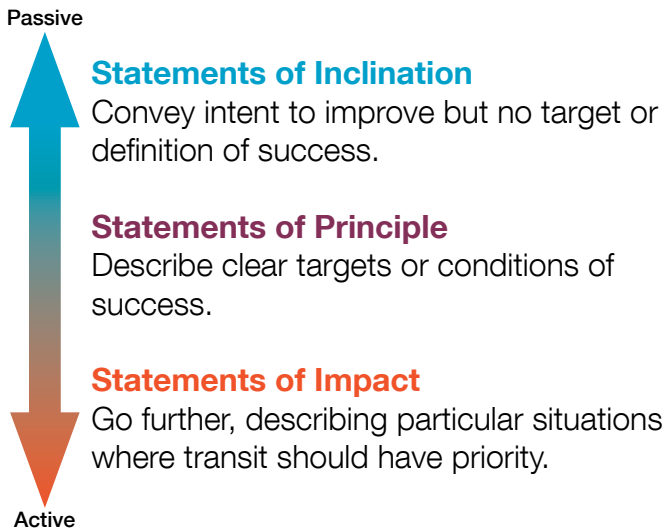 Passive
Statements of Inclination
Convey intent to improve but no target or
definition of success.
Statements of Principle
Describe clear targets or conditions of
success.
Statements of Impact
Go further, describing particular situations
where transit should have priority.
Active